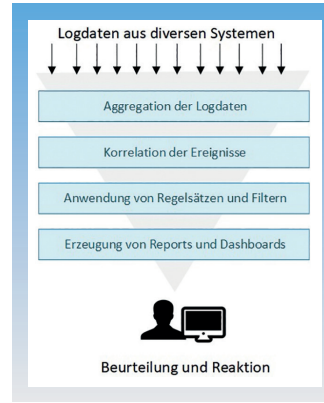 Logdaten aus diversen Systemen
Aggregation der Logdaten
Korrelation der Ereignisse
Anwendung von Regelsätzen und Filtern
Erzeugung von Reports und Dashboards
Beurteilung und Reaktion